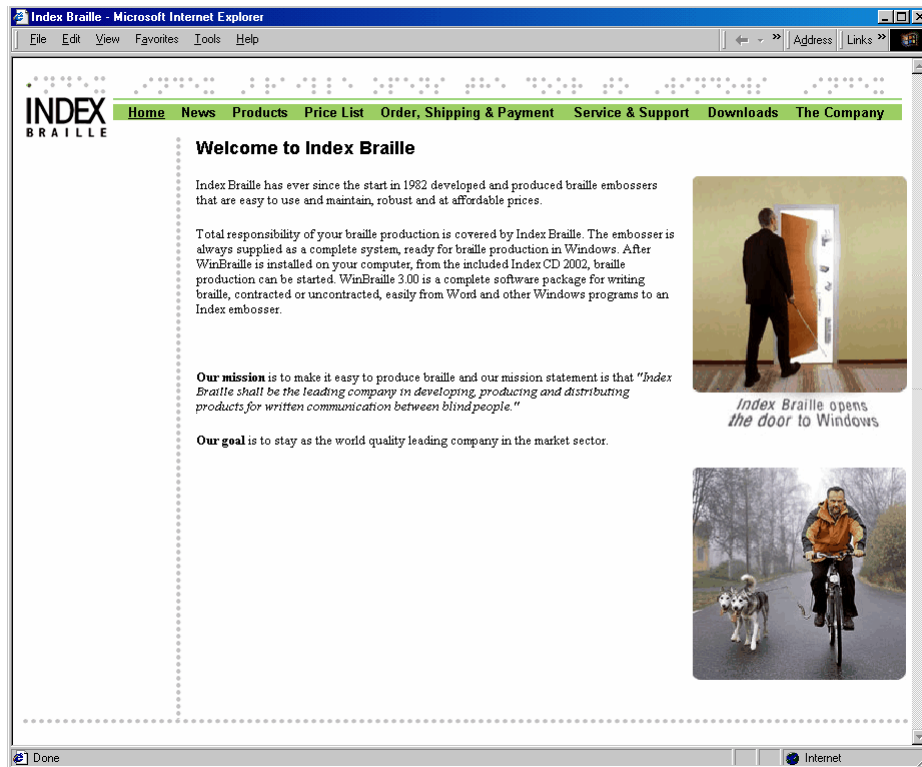 Index Braille - Microsoft Internet Explorer
File Edit View Favorites Tools Help
Address Links
INDEX
BRAILLE
Home News Products Price List Order, Shipping & Payment Service & Support Downloads The Company
Welcome to Index Braille
Index Braille has ever since the start in 1982 developed and produced braille embossers
that are easy to use and maintain, robust and at affordable prices.
Total responsibility of your braille production is covered by Index Braille. The embosser is
always supplied as a complete system, ready for braille production in Windows. After
WinBraille is installed on your computer, from the included Index CD 2002, braille
production can be started. WinBraille 3.00 is a complete software package for writing
braille, contracted or uncontracted, easily from Word and other Windows programs to an
Index embosser.
Our mission is to make it easy to produce braille and our mission statement is that "Index
Braille shall be the leading company in developing, producing and distributing
products for written communication between blind people."
Our goal is to stay as the world quality leading company in the market sector.
Index Braille opens
the door to Windows
Done
Internet